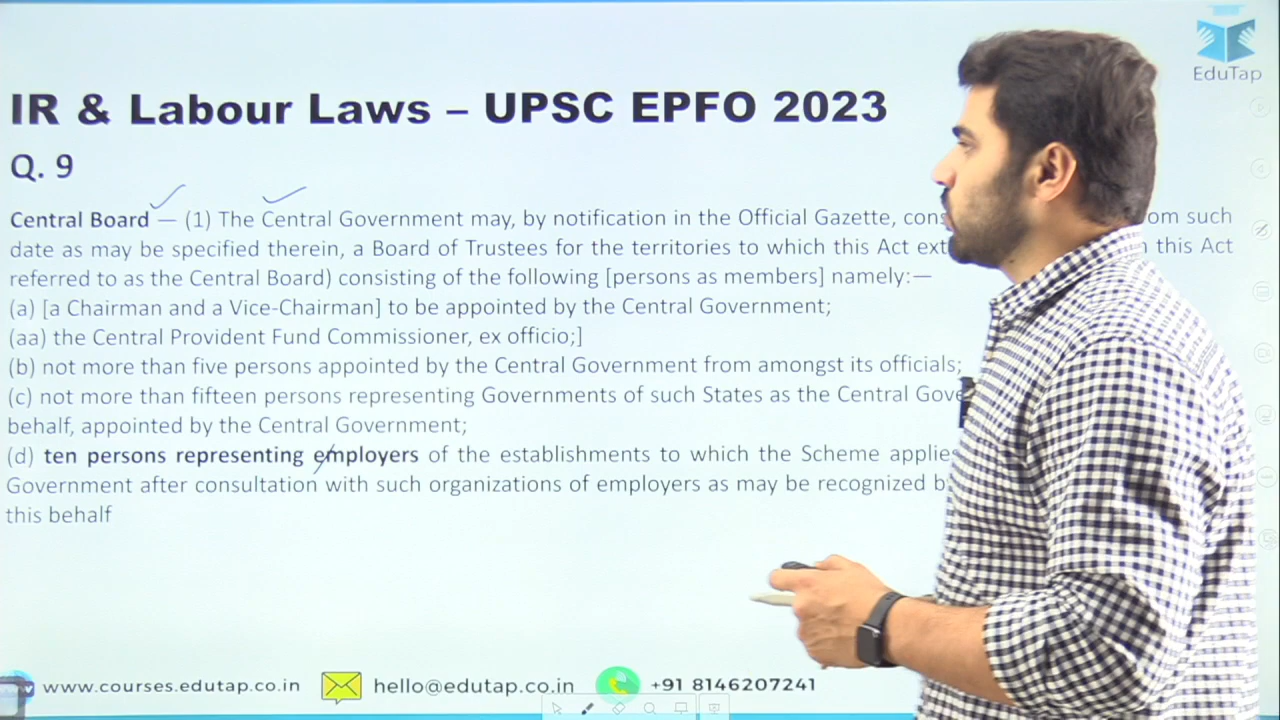 EduTap
IR & Labour Laws – UPSC EPFO 2023
Q. 9
Central Board — (1) The Central Government may, by notification in the Official Gazette, om such
date as may be specified therein, a Board of Trustees for the territories to which this Act this Act
referred to as the Central Board) consisting of the following [persons as members] namely:—
(a) [a Chairman and a Vice-Chairman] to be appointed by the Central Government;
(aa) the Central Provident Fund Commissioner, ex officio;]
(b) not more than five persons appointed by the Central Government from amongst its officials;
(c) not more than fifteen persons representing Governments of such States as the Central
behalf, appointed by the Central Government;
(d) ten persons representing employers of the establishments to which the Scheme
Government after consultation with such organizations of employers as may be recognized
this behalf
www.courses.edutap.co.in hello@edutap.co.in +91 8146207241